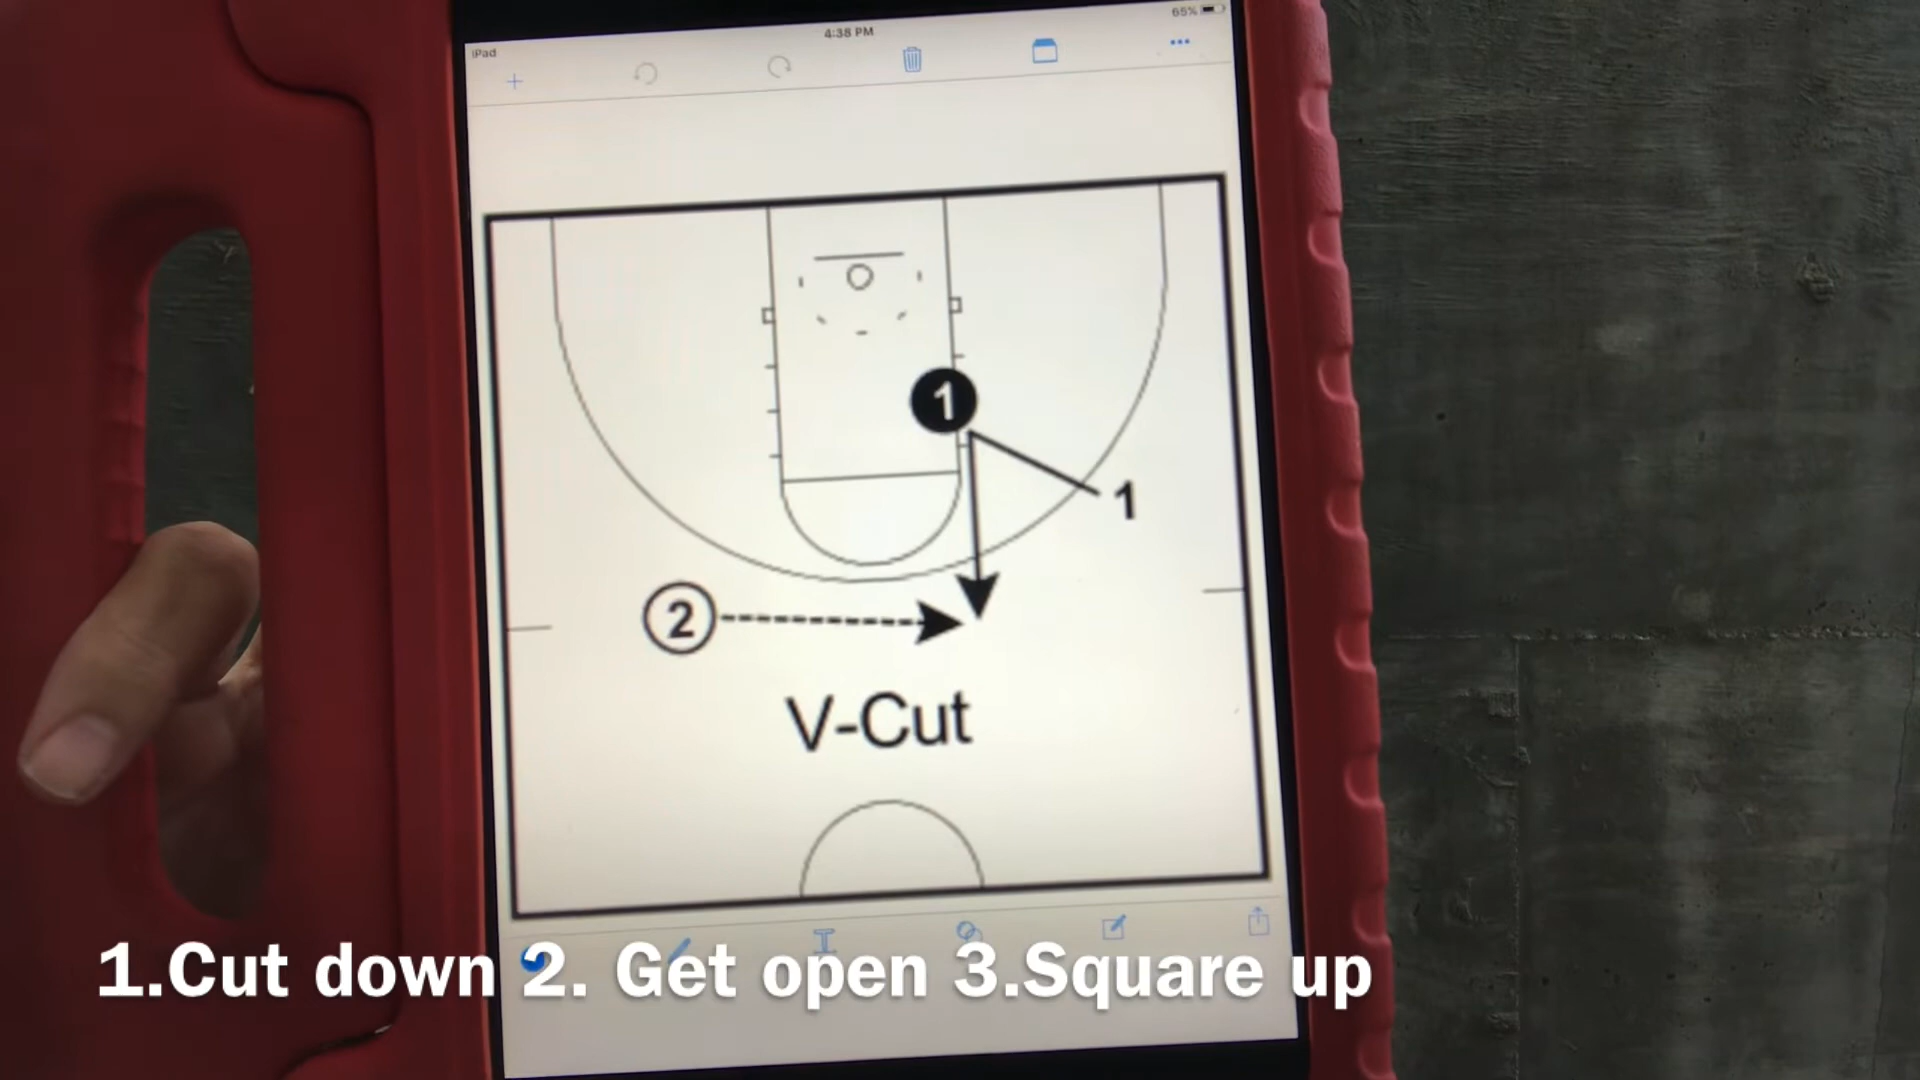 iPad
4:38 PM
65%
1
1
2
V-Cut
1.Cut down 2. Get open 3.Square up